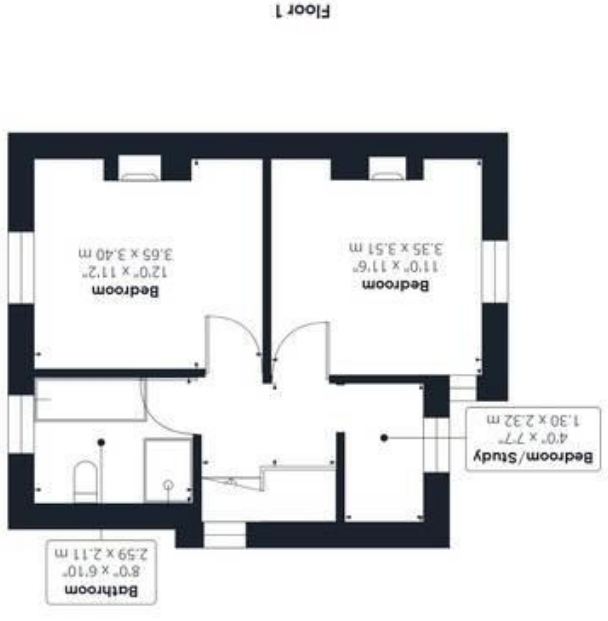 Bathroom
8'0" x 6'10"
2.59 x 2.11 m
Bedroom/Study
4'0" x 7'7"
1.30 x 2.32 m
Bedroom
11'0" x 11'6"
3.35 x 3.51 m
Bedroom
12'0" x 11'2"
3.65 x 3.40 m
Floor 1